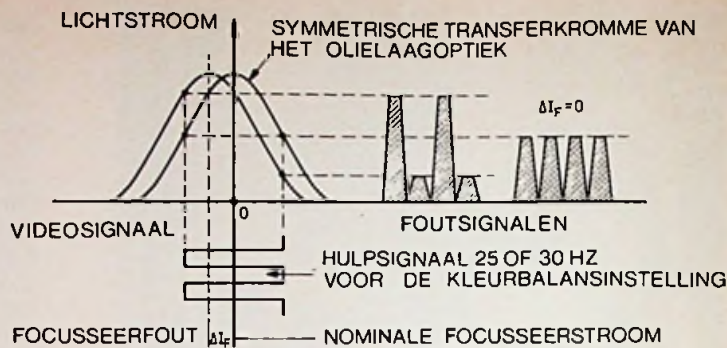 LICHTSTROOM
SYMMETRISCHE TRANSFERKROMME VAN
HET OLIELAAGOPTIEK
ΔI_F=0
0
VIDEOSIGNAAL
FOUTSIGNALEN
HULPSIGNAAL 25 OF 30 HZ
VOOR DE KLEURBALANSINSTELLING
FOCUSSEERFOUT ΔI_F NOMINALE FOCUSSEERSTROOM